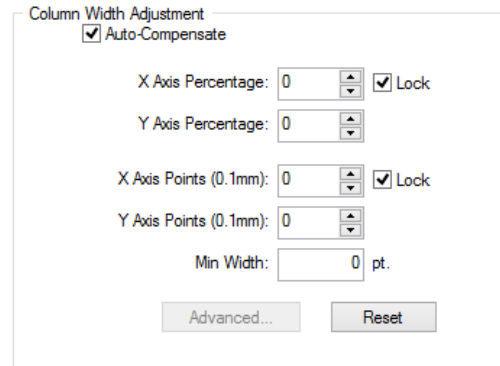 Column Width Adjustment
Auto-Compensate
X Axis Percentage: 0 Lock
Y Axis Percentage: 0
X Axis Points (0.1mm): 0 Lock
Y Axis Points (0.1mm): 0
Min Width: 0 pt.
Advanced... Reset